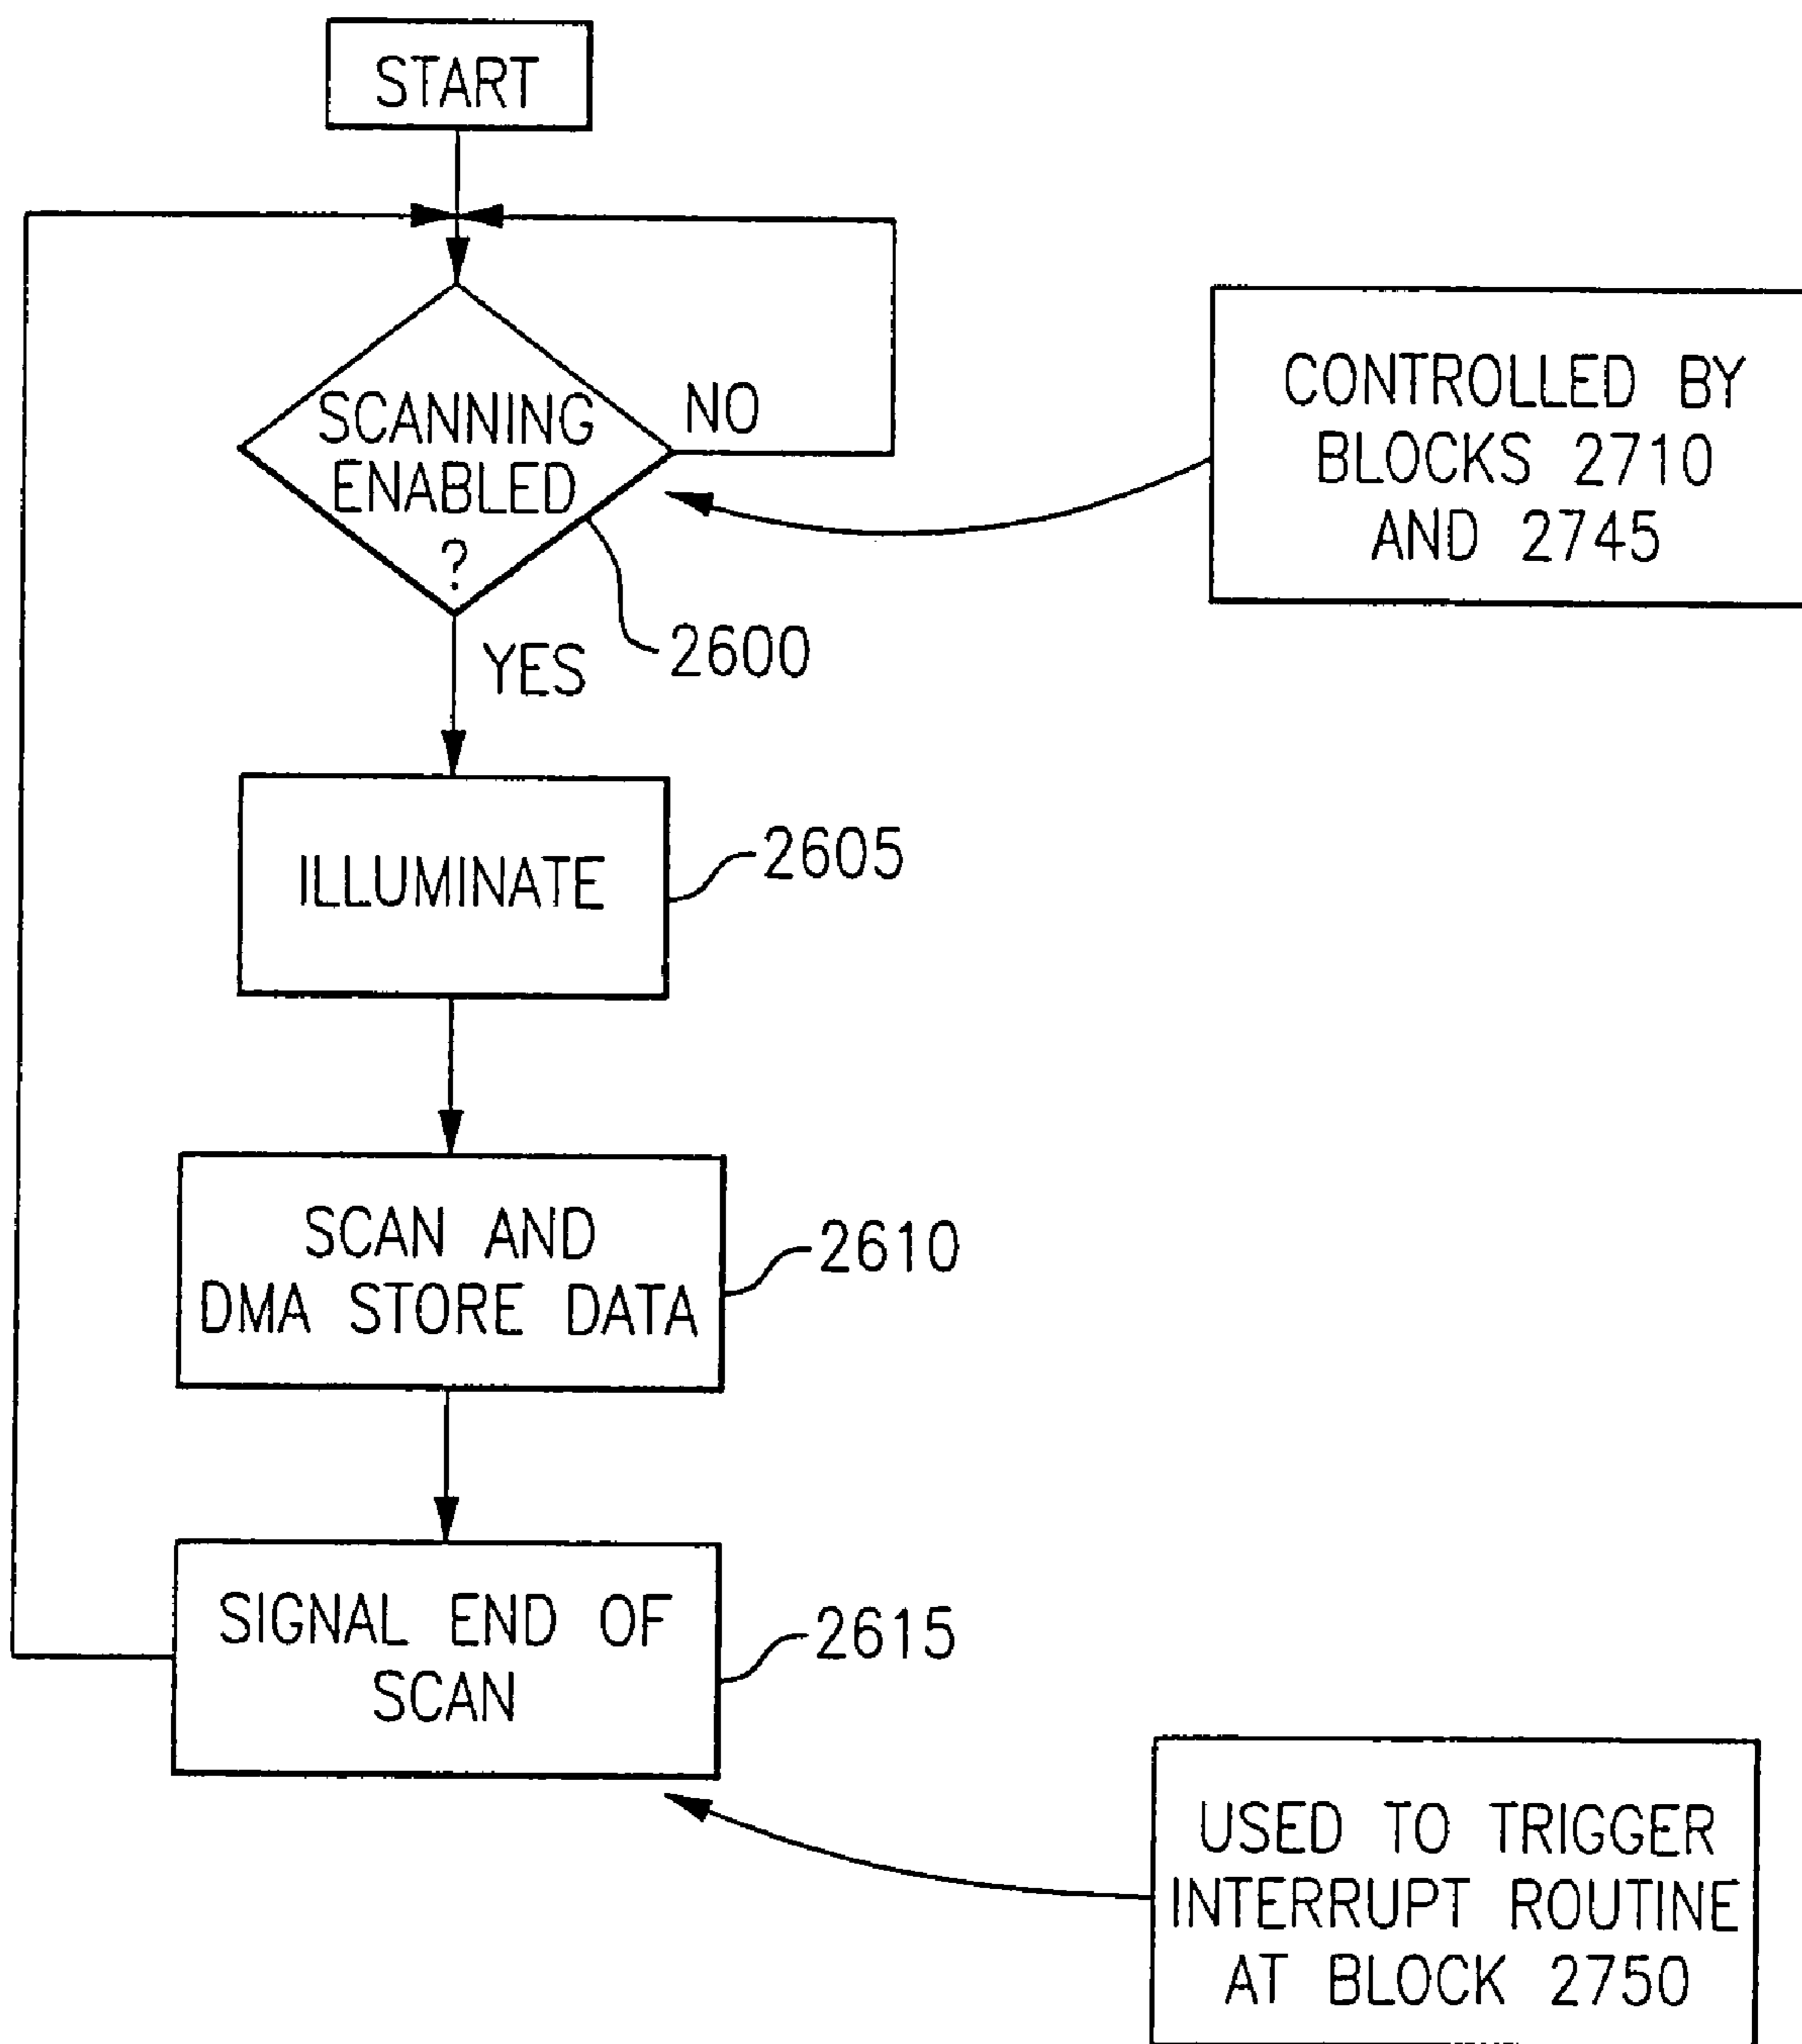 START
SCANNING
ENABLED
?
NO
CONTROLLED BY
BLOCKS 2710
AND 2745
2600
YES
ILLUMINATE
2605
SCAN AND
DMA STORE DATA
2610
SIGNAL END OF
SCAN
2615
USED TO TRIGGER
INTERRUPT ROUTINE
AT BLOCK 2750